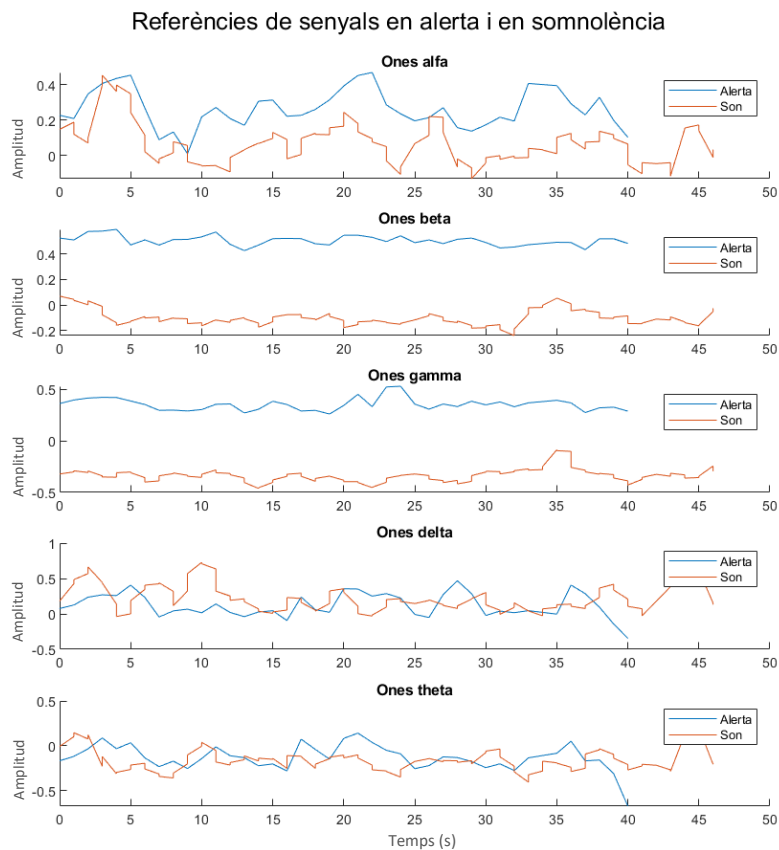 Referències de senyals en alerta i en somnolència
Ones alfa
Amplitud
0.4
0.2
0
Alerta
Son
0 5 10 15 20 25 30 35 40 45 50
Ones beta
Amplitud
0.4
0.2
0
-0.2
Alerta
Son
0 5 10 15 20 25 30 35 40 45 50
Ones gamma
Amplitud
0.5
0
-0.5
Alerta
Son
0 5 10 15 20 25 30 35 40 45 50
Ones delta
Amplitud
1
0.5
0
-0.5
Alerta
Son
0 5 10 15 20 25 30 35 40 45 50
Ones theta
Amplitud
0.5
0
-0.5
Alerta
Son
0 5 10 15 20 25 30 35 40 45 50
Temps (s)